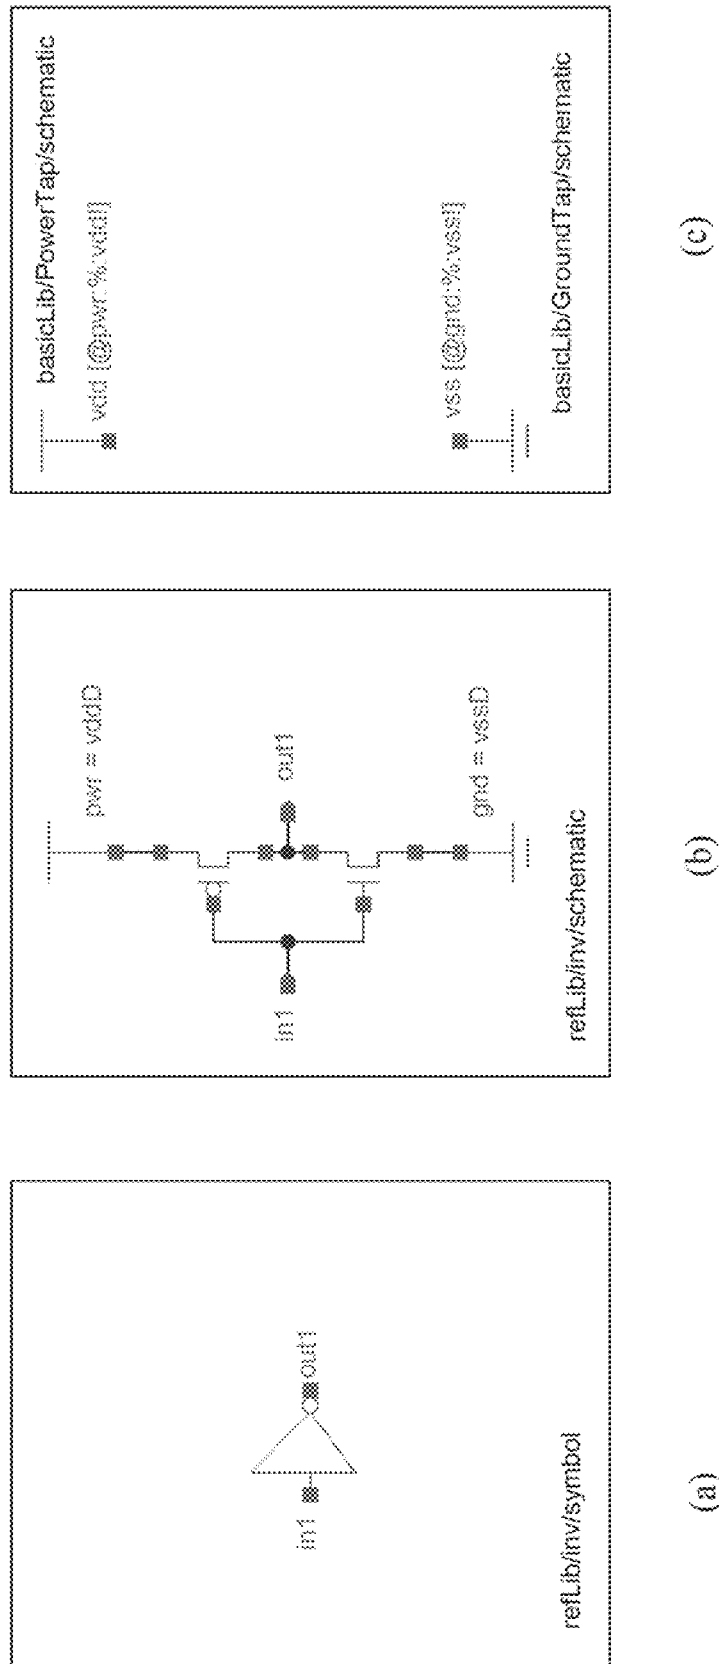 in1
out1
refLib/inv/symbol
(a)
pwr = vddD
in1
out1
gnd = vssD
refLib/inv/schematic
(b)
basicLib/PowerTap/schematic
vdd [@pwr:%:vdd!]
vss [@gnd:%:vss!]
basicLib/GroundTap/schematic
(c)